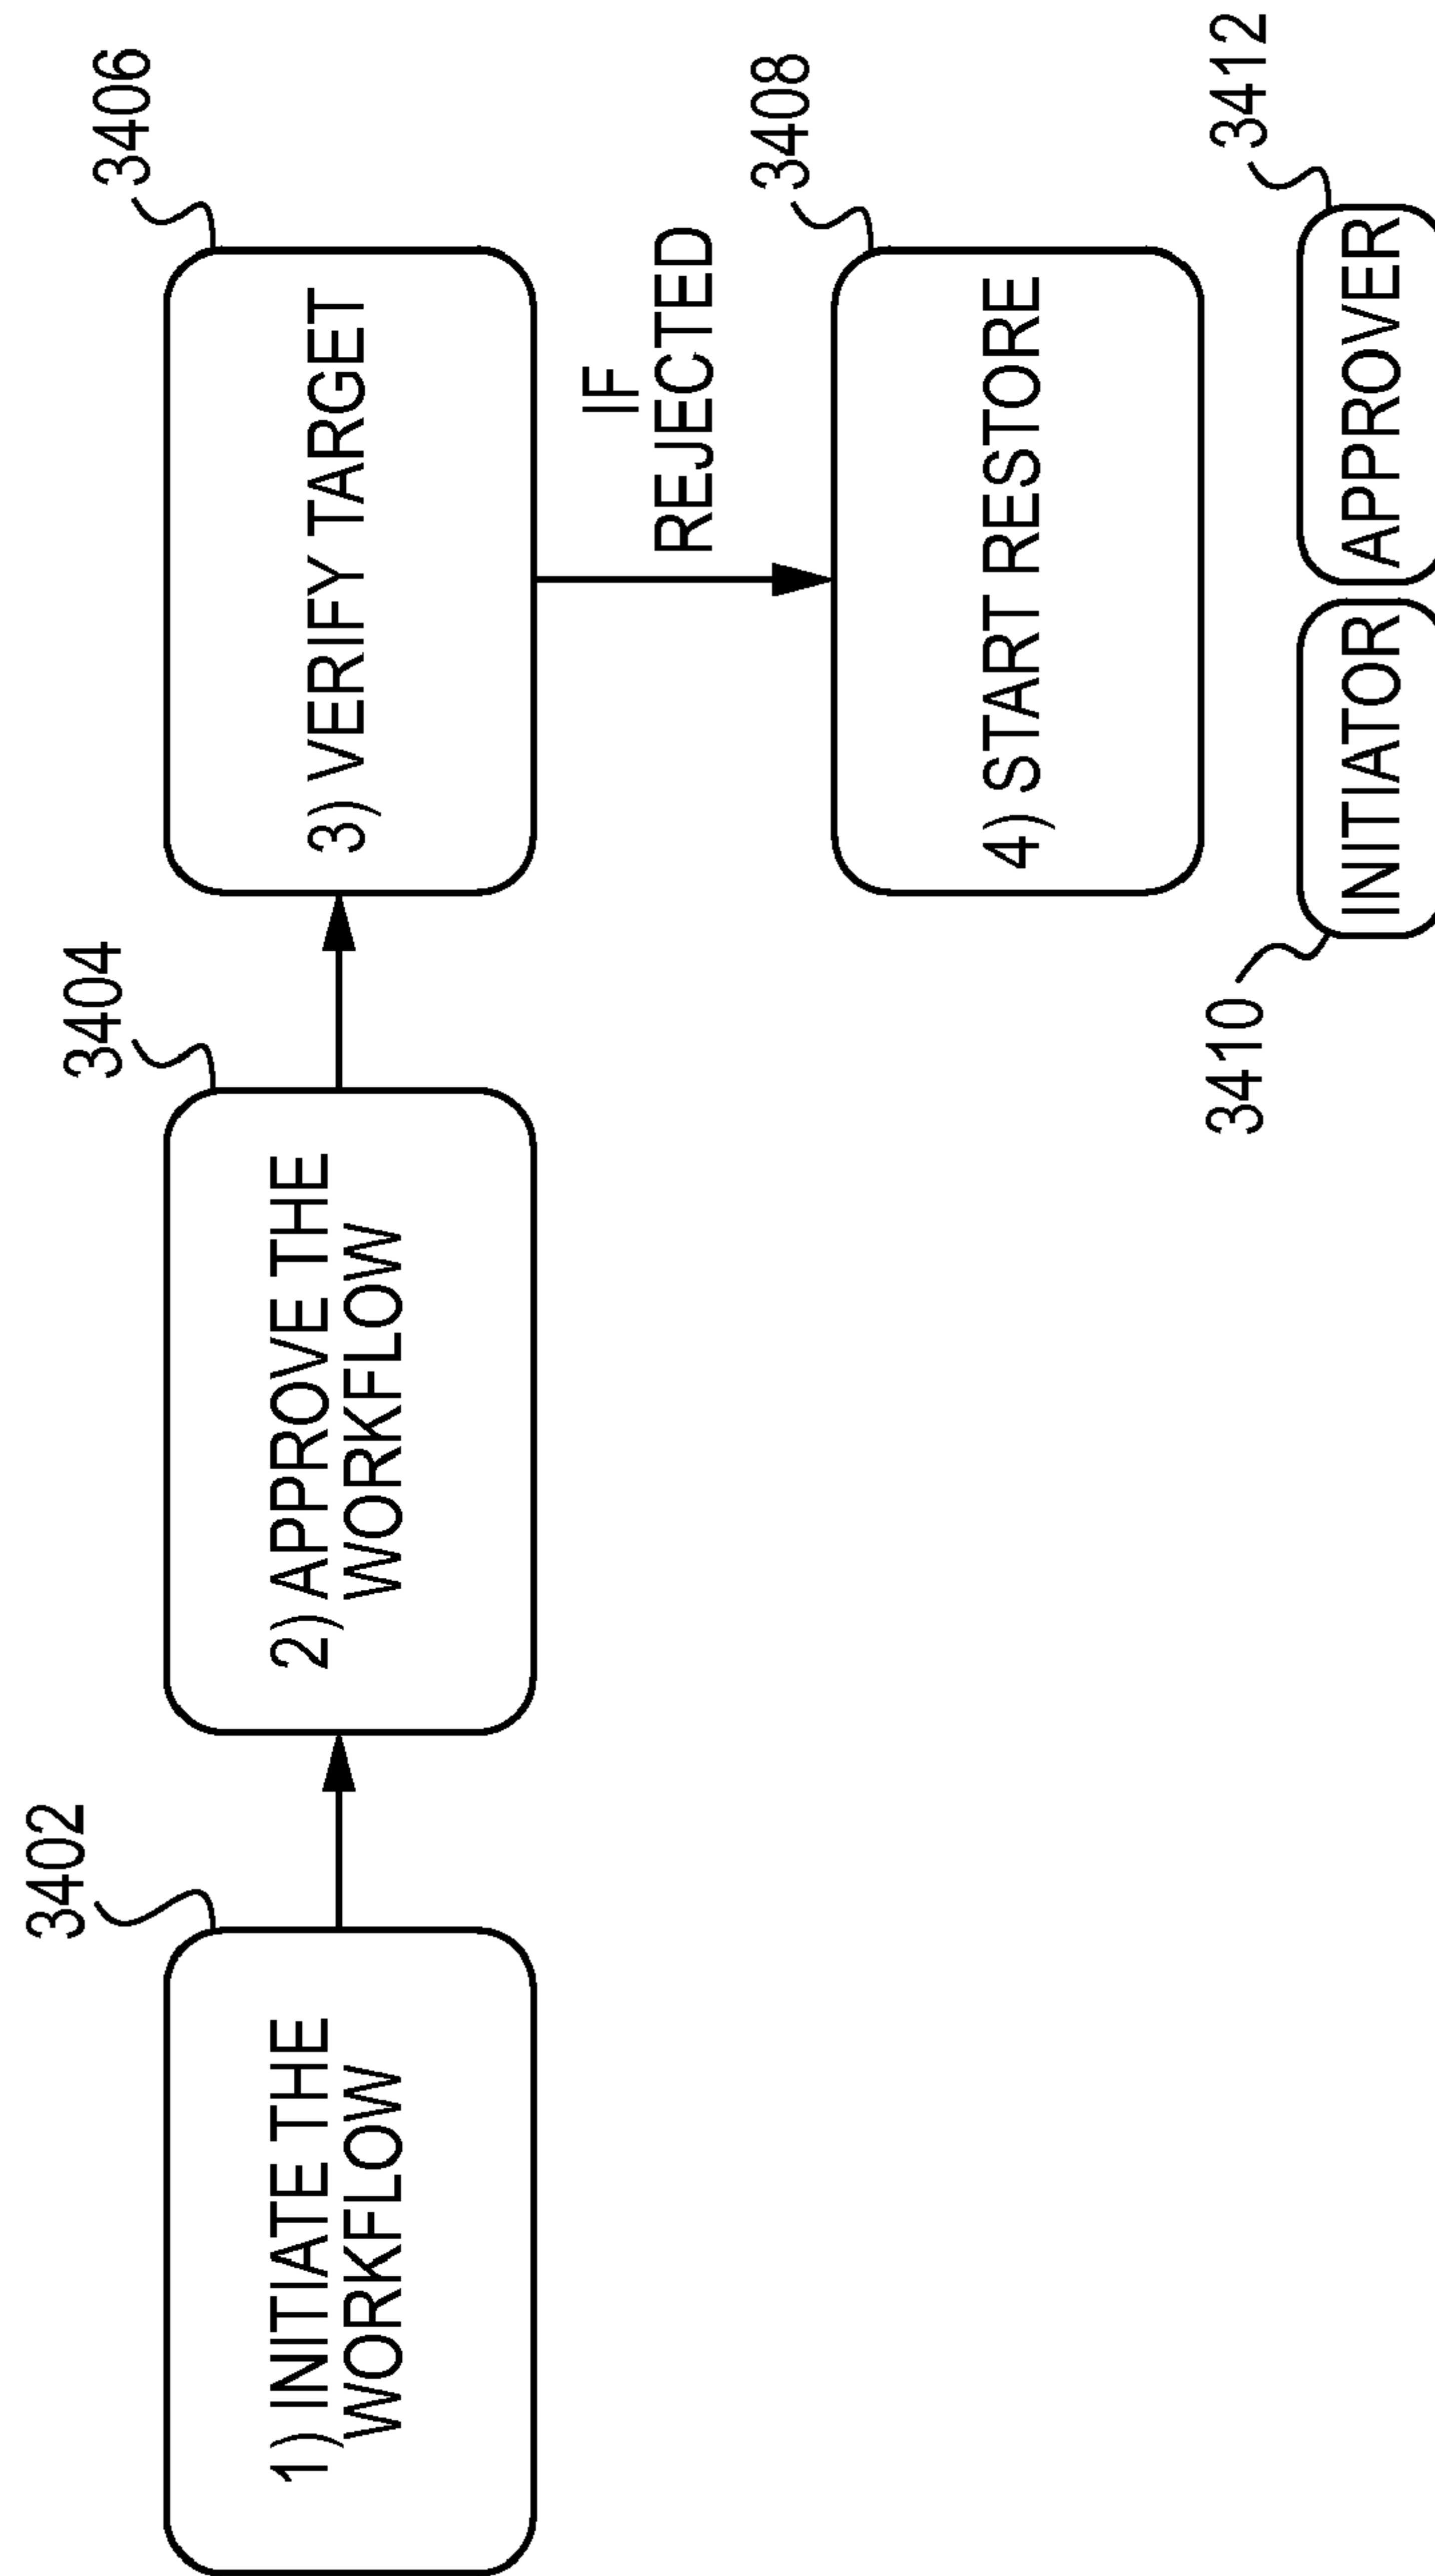 3402
1) INITIATE THE
WORKFLOW
3404
2) APPROVE THE
WORKFLOW
3406
3) VERIFY TARGET
IF
REJECTED
3408
4) START RESTORE
3410
INITIATOR
3412
APPROVER